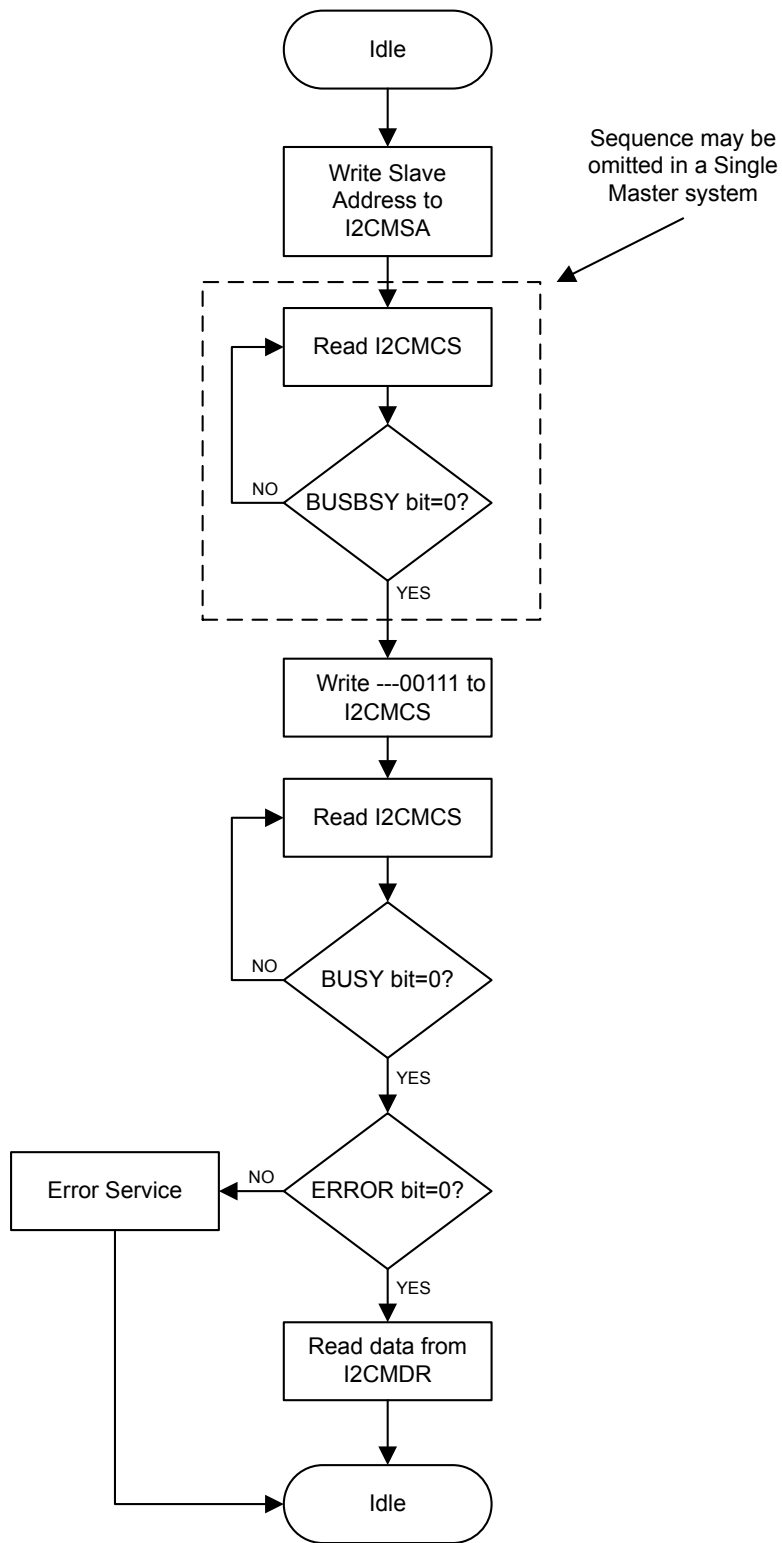 Idle
Sequence may be
omitted in a Single
Master system
Write Slave
Address to
I2CMSA
Read I2CMCS
NO
BUSBSY bit=0?
YES
Write ---00111 to
I2CMCS
Read I2CMCS
NO
BUSY bit=0?
YES
Error Service
NO
ERROR bit=0?
YES
Read data from
I2CMDR
Idle